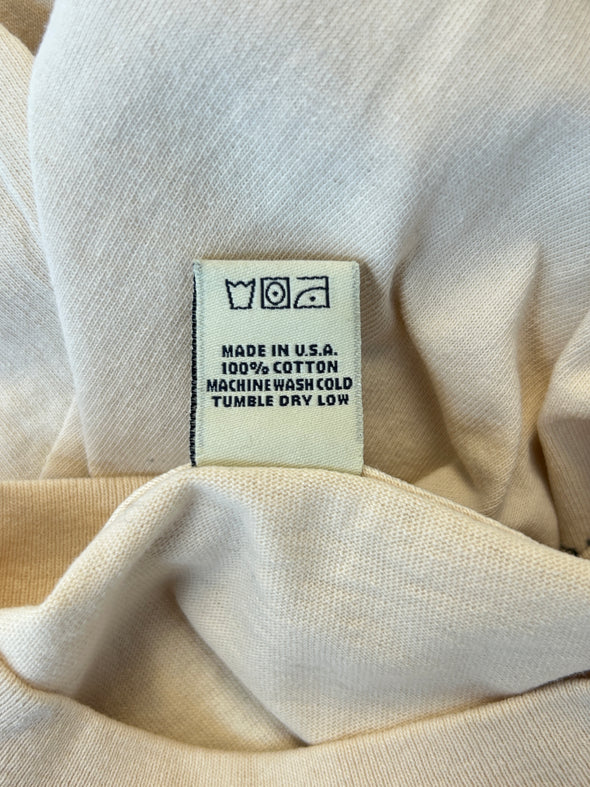 MADE IN U.S.A.
100% COTTON
MACHINE WASH COLD
TUMBLE DRY LOW